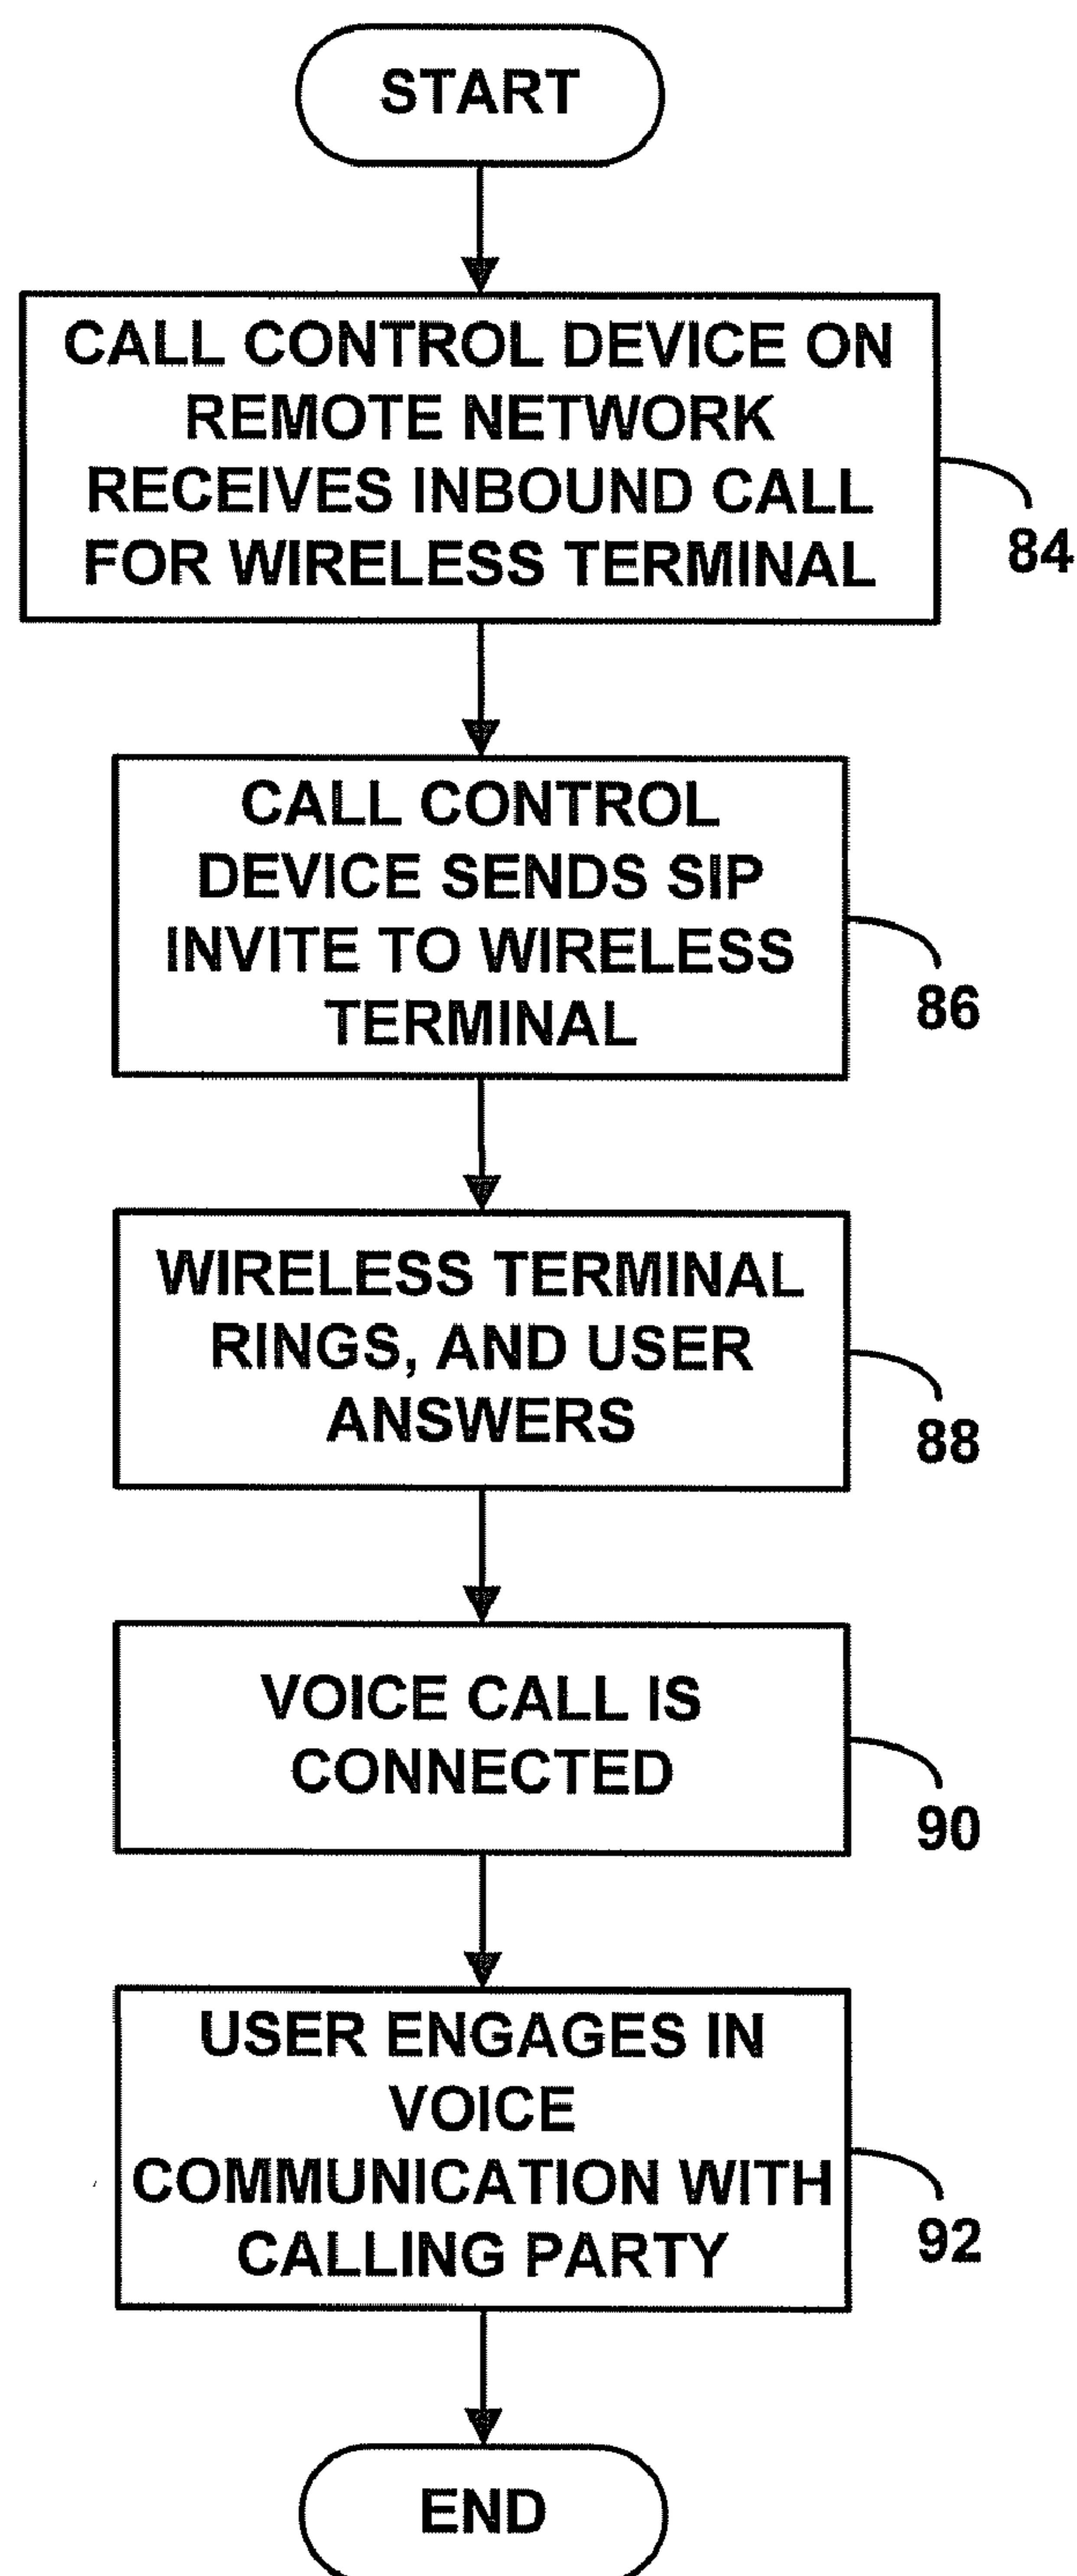 START
CALL CONTROL DEVICE ON
REMOTE NETWORK
RECEIVES INBOUND CALL
FOR WIRELESS TERMINAL
84
CALL CONTROL
DEVICE SENDS SIP
INVITE TO WIRELESS
TERMINAL
86
WIRELESS TERMINAL
RINGS, AND USER
ANSWERS
88
VOICE CALL IS
CONNECTED
90
USER ENGAGES IN
VOICE
COMMUNICATION WITH
CALLING PARTY
92
END